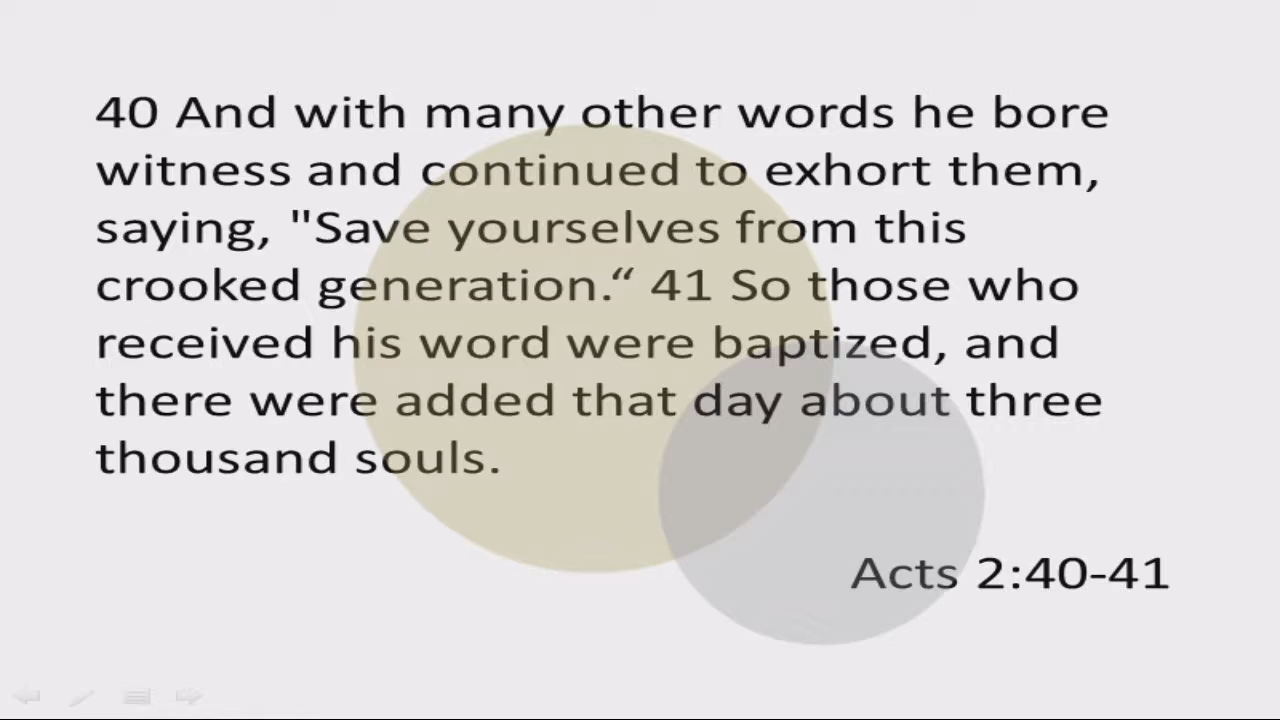 40 And with many other words he bore
witness and continued to exhort them,
saying, "Save yourselves from this
crooked generation.“ 41 So those who
received his word were baptized, and
there were added that day about three
thousand souls.
Acts 2:40-41